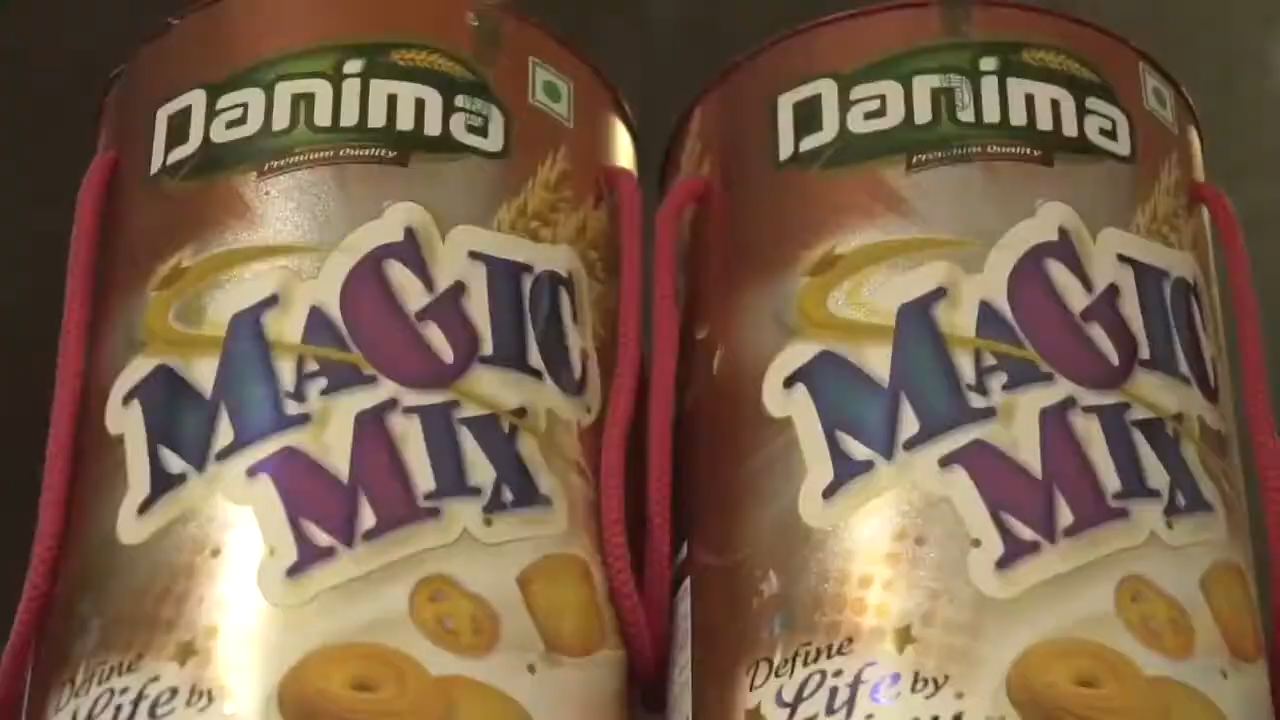 Danima
Premium Quality
MAGIC
MIX
Define
Life by
Danima
Premium Quality
MAGIC
MIX
Define
Life by